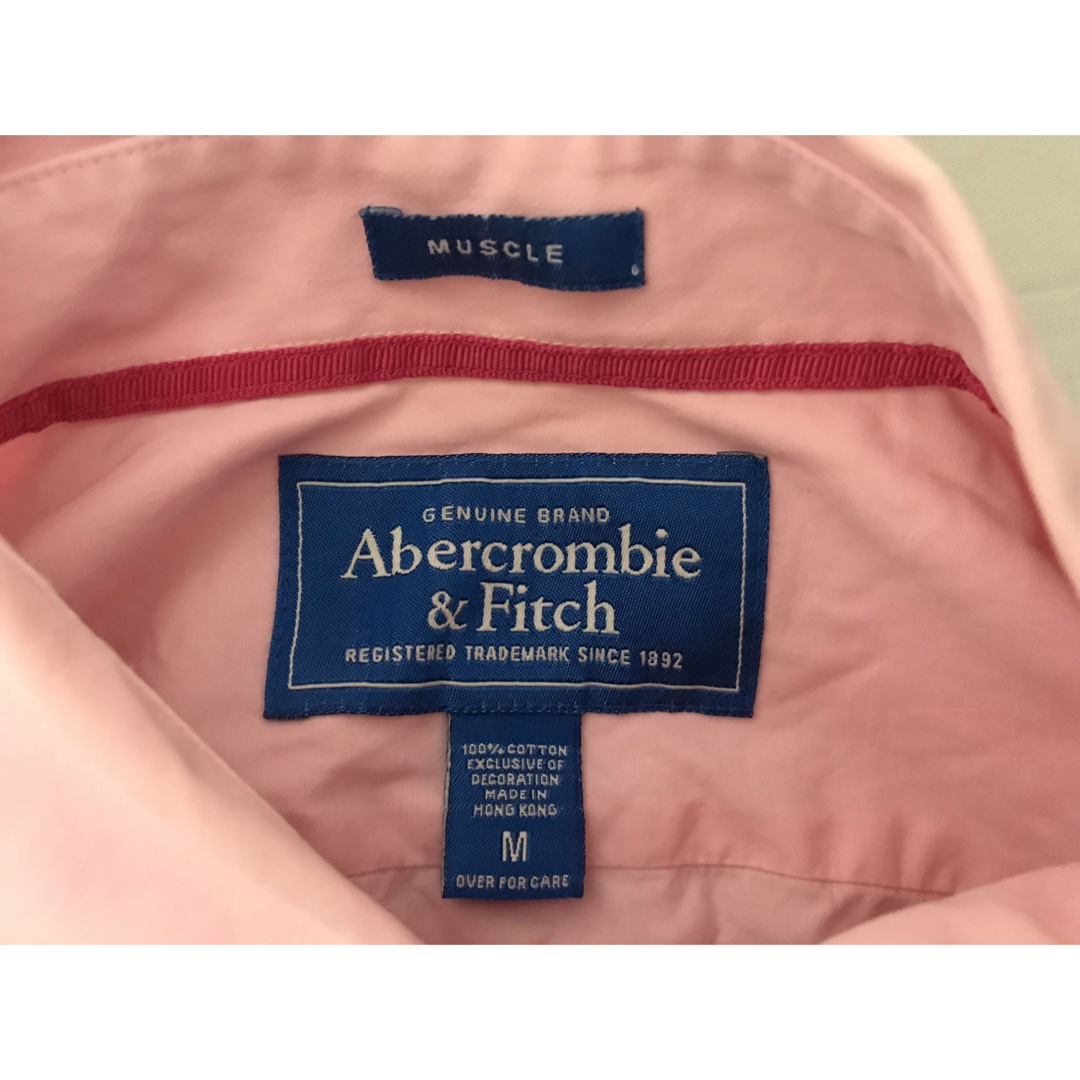 MUSCLE
GENUINE BRAND
Abercrombie
& Fitch
REGISTERED TRADEMARK SINCE 1892
100% COTTON
EXCLUSIVE OF
DECORATION
MADE IN
HONG KONG
M
OVER FOR CARE